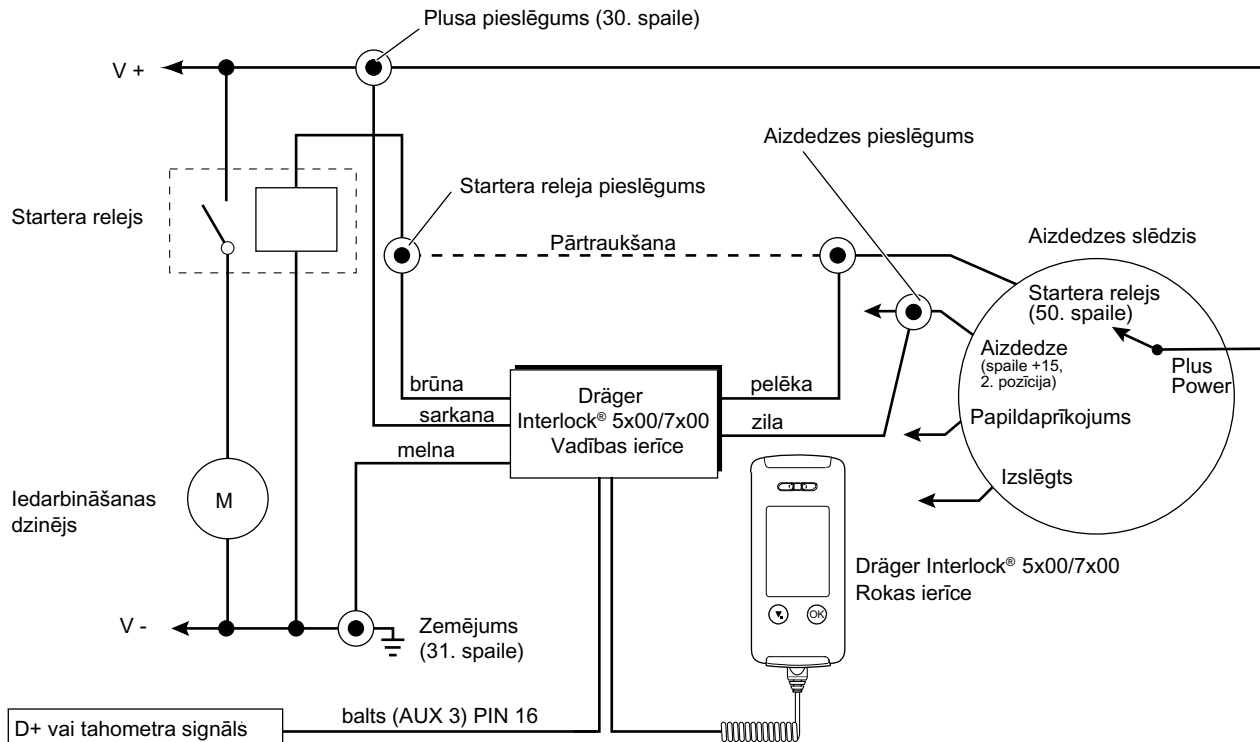 Plusa pieslēgums (30. spaile)
V +
Aizdedzes pieslēgums
Startera releja pieslēgums
Startera relejs
Pārtraukšana
Aizdedzes slēdzis
Startera relejs
(50. spaile)
Aizdedze
(spaile +15,
2. pozīcija)
Plus
Power
brūna
pelēka
Dräger
Interlock® 5x00/7x00
Vadības ierīce
sarkana
zila
Papildaprīkojums
melna
Izslēgts
Iedarbināšanas
dzinējs
M
Dräger Interlock® 5x00/7x00
Rokas ierīce
OK
V -
Zemējums
(31. spaile)
balts (AUX 3) PIN 16
D+ vai tahometra signāls